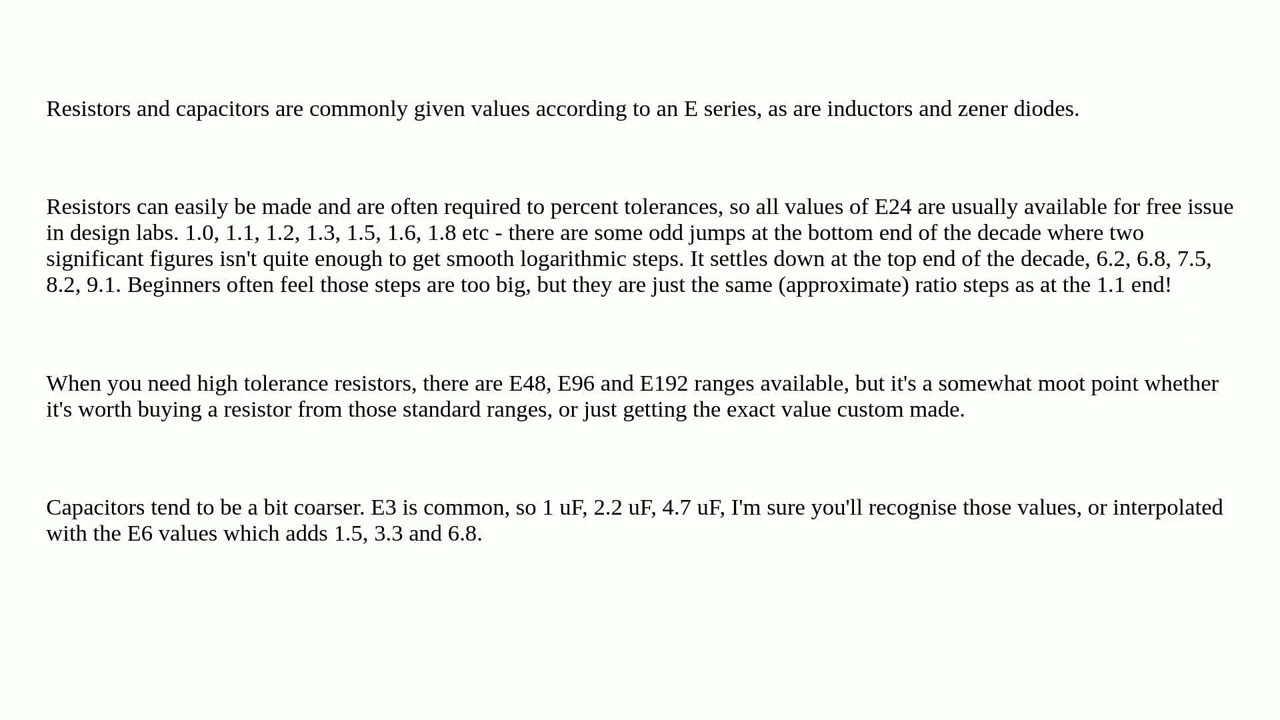 Resistors and capacitors are commonly given values according to an E series, as are inductors and zener diodes.
Resistors can easily be made and are often required to percent tolerances, so all values of E24 are usually available for free issue
in design labs. 1.0, 1.1, 1.2, 1.3, 1.5, 1.6, 1.8 etc - there are some odd jumps at the bottom end of the decade where two
significant figures isn't quite enough to get smooth logarithmic steps. It settles down at the top end of the decade, 6.2, 6.8, 7.5,
8.2, 9.1. Beginners often feel those steps are too big, but they are just the same (approximate) ratio steps as at the 1.1 end!
When you need high tolerance resistors, there are E48, E96 and E192 ranges available, but it's a somewhat moot point whether
it's worth buying a resistor from those standard ranges, or just getting the exact value custom made.
Capacitors tend to be a bit coarser. E3 is common, so 1 uF, 2.2 uF, 4.7 uF, I'm sure you'll recognise those values, or interpolated
with the E6 values which adds 1.5, 3.3 and 6.8.